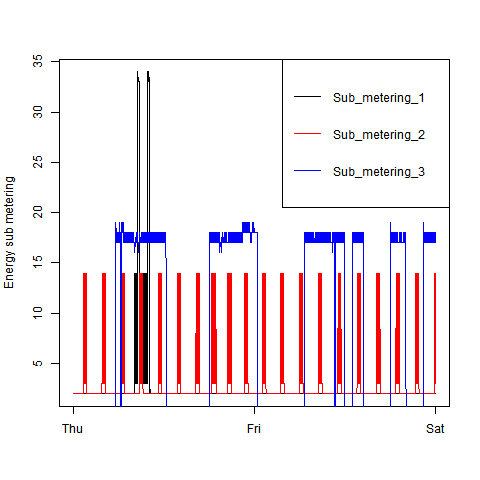 35
30
25
20
15
10
5
Energy sub metering
Sub_metering_1
Sub_metering_2
Sub_metering_3
Thu
Fri
Sat